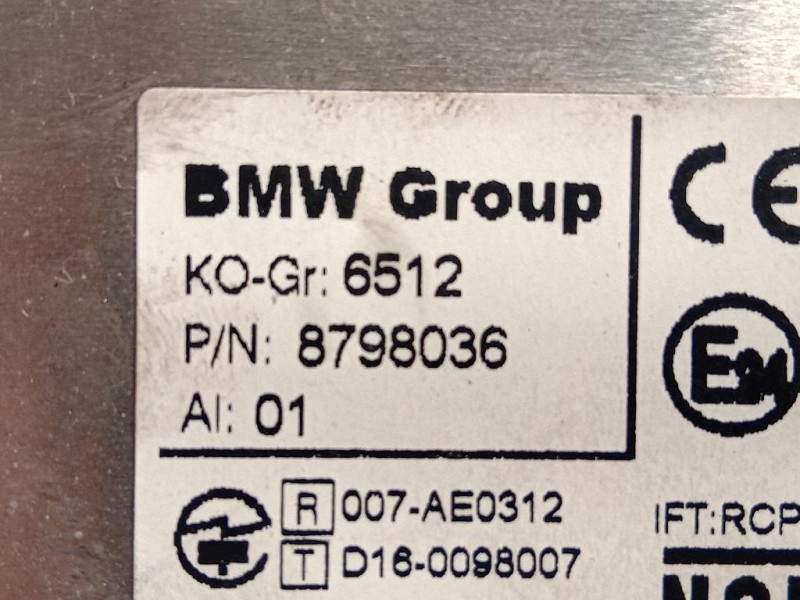 BMW Group
KO-Gr: 6512
P/N: 8798036
AI: 01
CE
E24
R 007-AE0312
T D16-0098007
IFT:RCP